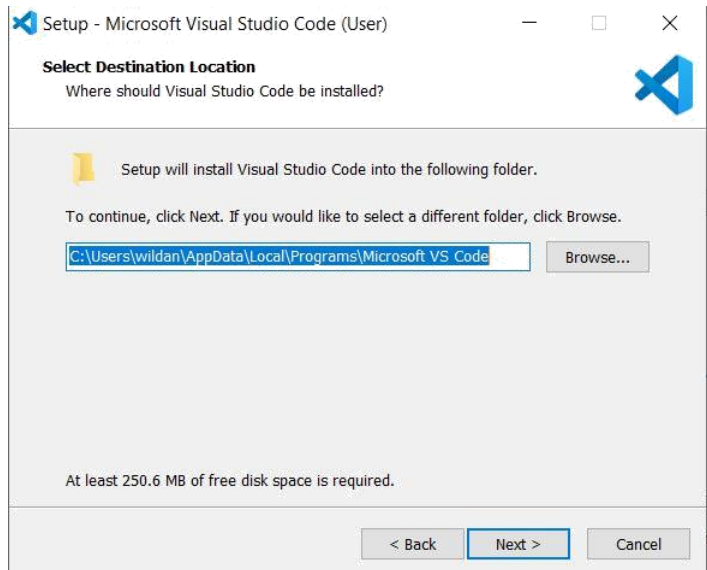 Setup - Microsoft Visual Studio Code (User)
Select Destination Location
Where should Visual Studio Code be installed?
Setup will install Visual Studio Code into the following folder.
To continue, click Next. If you would like to select a different folder, click Browse.
C:\Users\wildan\AppData\Local\Programs\Microsoft VS Code
Browse...
At least 250.6 MB of free disk space is required.
< Back
Next >
Cancel